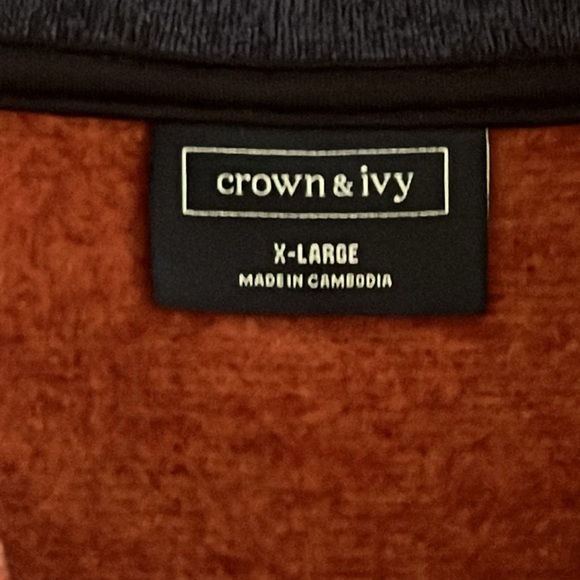 crown & ivy
X-LARGE
MADE IN CAMBODIA